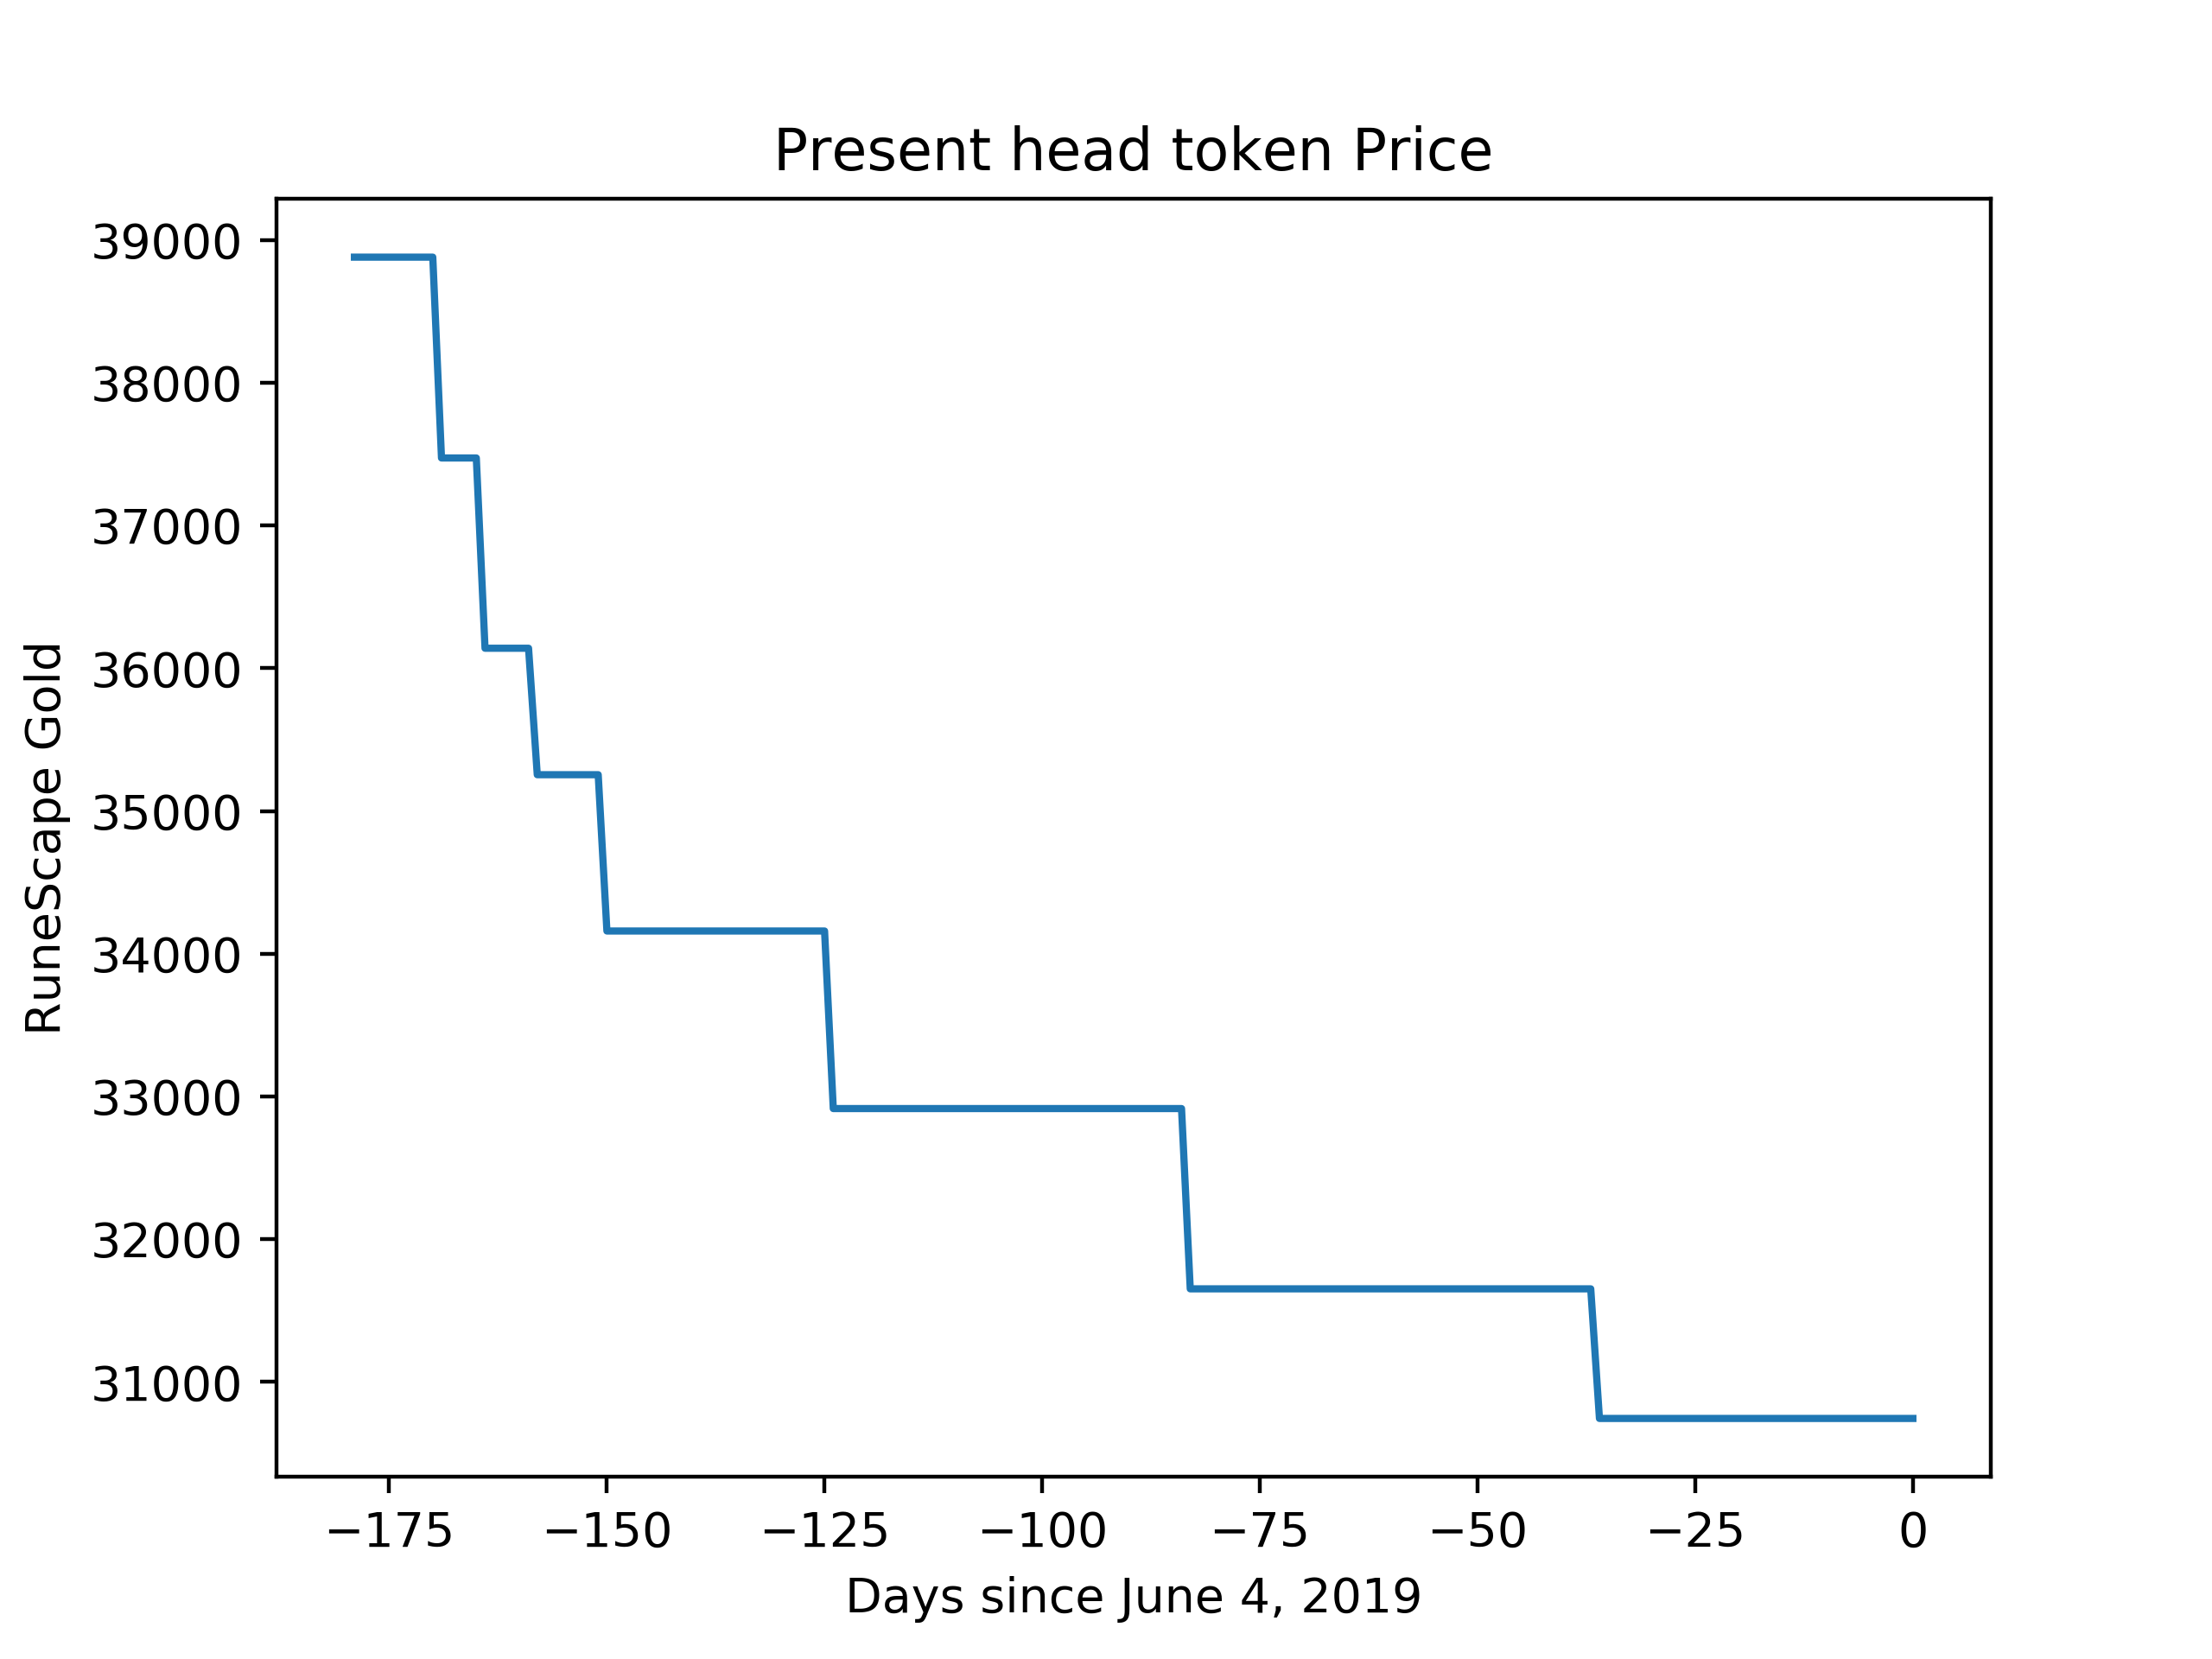 Present head token Price
RuneScape Gold
39000
38000
37000
36000
35000
34000
33000
32000
31000
−175 −150 −125 −100 −75 −50 −25 0
Days since June 4, 2019